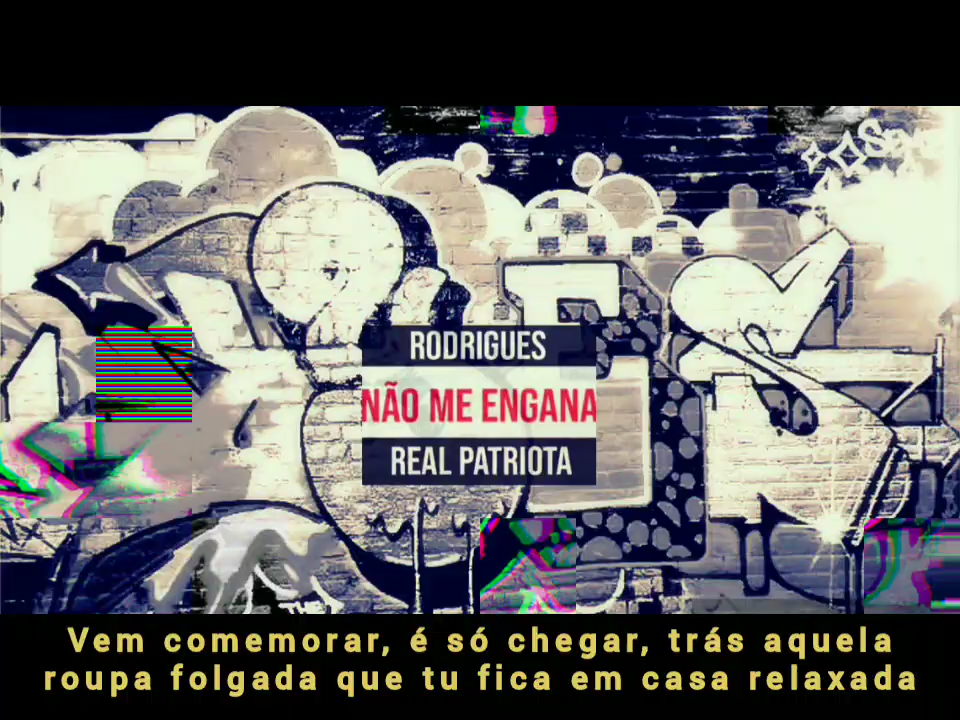 RODRIGUES
NÃO ME ENGANA
REAL PATRIOTA
Vem comemorar, é só chegar, trás aquela
roupa folgada que tu fica em casa relaxada